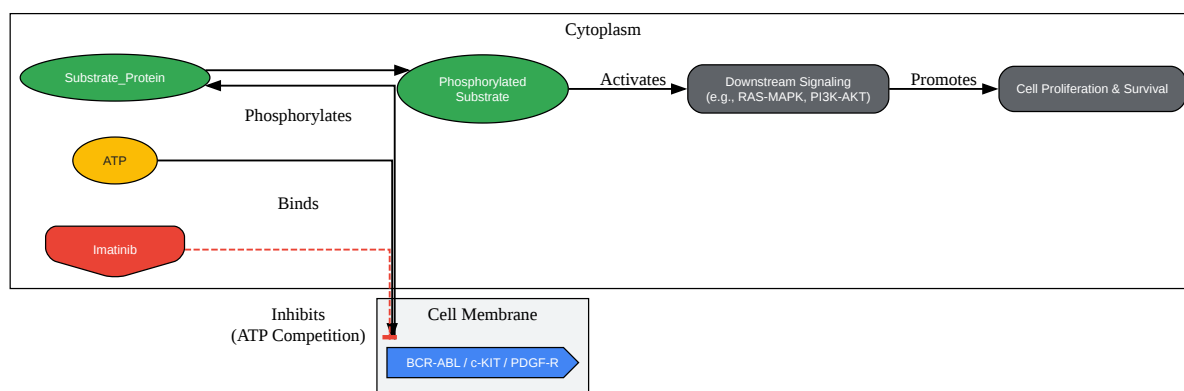 Cytoplasm
Substrate_Protein
Phosphorylated
Substrate
Activates
Downstream Signaling
(e.g., RAS-MAPK, PI3K-AKT)
Promotes
Cell Proliferation & Survival
Phosphorylates
ATP
Binds
Imatinib
Inhibits
(ATP Competition)
Cell Membrane
BCR-ABL / c-KIT / PDGF-R